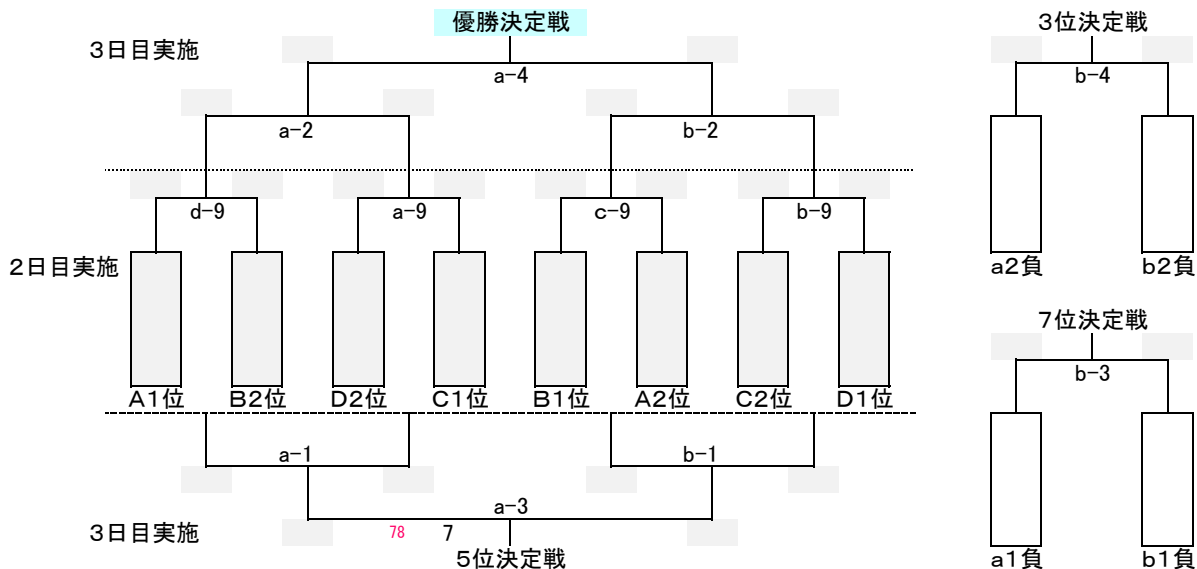 優勝決定戦
3位決定戦
3日目実施
a-4
b-4
a-2
b-2
d-9
a-9
c-9
b-9
2日目実施
a2負
b2負
7位決定戦
b-3
A1位
B2位
D2位
C1位
B1位
A2位
C2位
D1位
a-1
b-1
a-3
3日目実施
78
7
5位決定戦
a1負
b1負